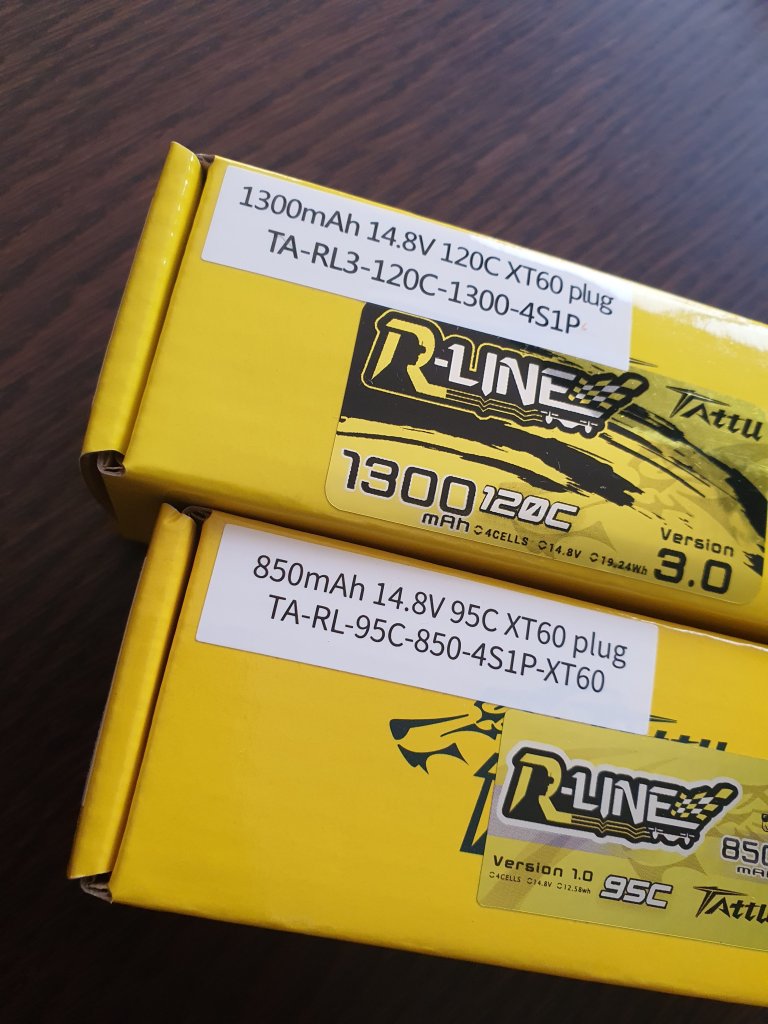 1300mAh 14.8V 120C XT60 plug
TA-RL3-120C-1300-4S1P
R-LINE
TATTU
1300 120C
mAh 4CELLS 14.8V 19.24Wh
Version
3.0
850mAh 14.8V 95C XT60 plug
TA-RL-95C-850-4S1P-XT60
R-LINE
Version 1.0
4CELLS 14.8V 12.58Wh
95C
TATTU